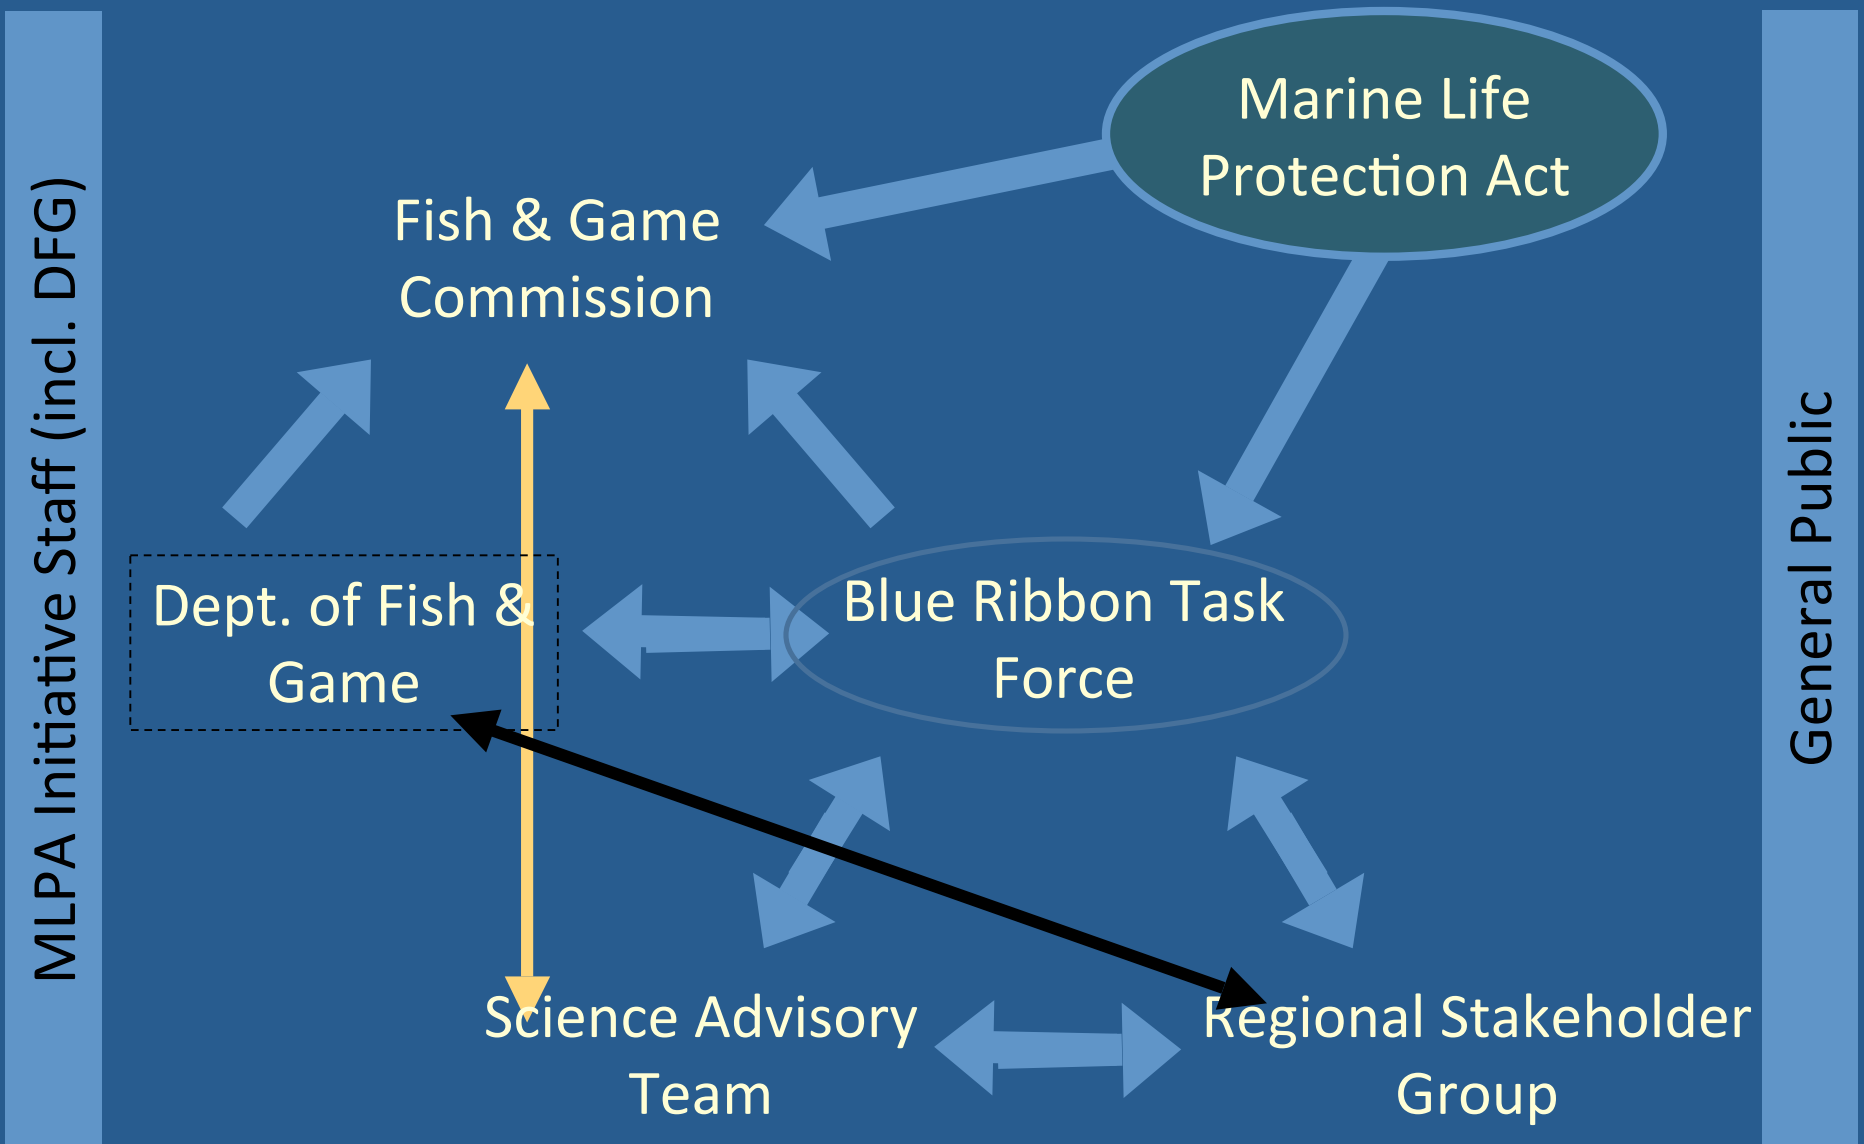 MLPA Initiative Staff (incl. DFG)
Marine Life
Protection Act
Fish & Game
Commission
Dept. of Fish &
Game
Blue Ribbon Task
Force
Science Advisory
Team
Regional Stakeholder
Group
General Public